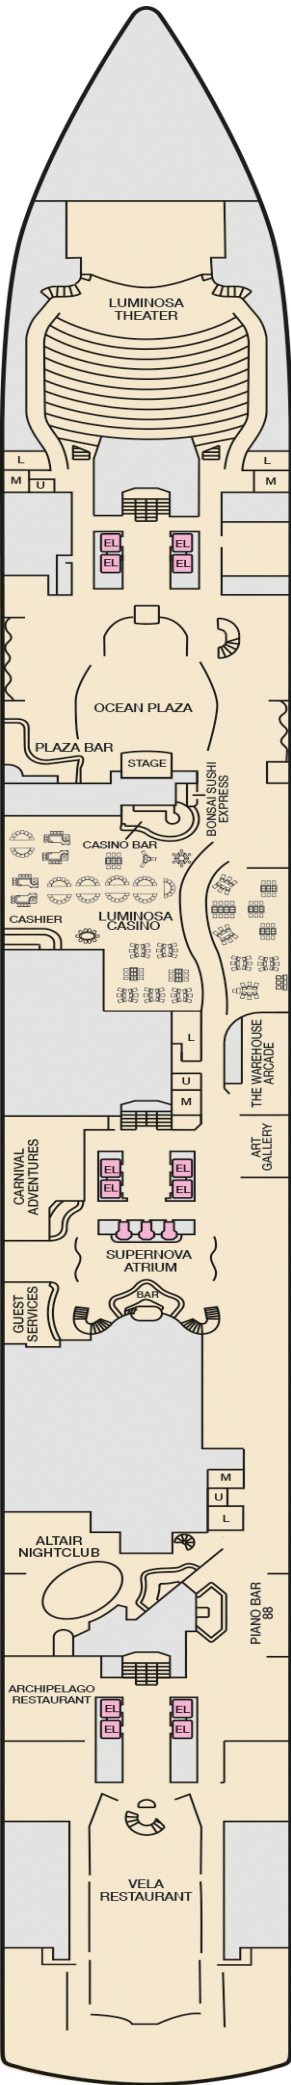 LUMINOSA
THEATER
L
L
M
U
M
EL
EL
EL
EL
OCEAN PLAZA
PLAZA BAR
STAGE
BONSAI SUSHI
EXPRESS
CASINO BAR
CASHIER
LUMINOSA
CASINO
L
U
M
THE WAREHOUSE
ARCADE
ART
GALLERY
CARNIVAL
ADVENTURES
EL
EL
EL
EL
SUPERNOVA
ATRIUM
BAR
GUEST
SERVICES
M
U
L
ALTAIR
NIGHTCLUB
PIANO BAR
88
ARCHIPELAGO
RESTAURANT
EL
EL
EL
EL
VELA
RESTAURANT